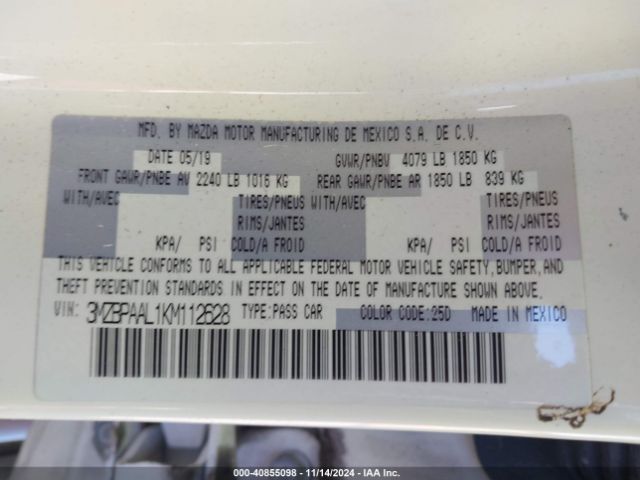 MFD. BY MAZDA MOTOR MANUFACTURING DE MEXICO S.A. DE C.V.
DATE 05/19 GVWR/PNBV 4079 LB 1850 KG
FRONT GAWR/PNBE AV 2240 LB 1016 KG REAR GAWR/PNBE AR 1850 LB 839 KG
WITH/AVEC TIRES/PNEUS WITH/AVEC TIRES/PNEUS
RIMS/JANTES RIMS/JANTES
KPA/ PSI COLD/A FROID KPA/ PSI COLD/A FROID
THIS VEHICLE CONFORMS TO ALL APPLICABLE FEDERAL MOTOR VEHICLE SAFETY, BUMPER, AND
THEFT PREVENTION STANDARDS IN EFFECT ON THE DATE OF MANUFACTURE SHOWN ABOVE.
VIN: 3MZBPAAL1KM112628 TYPE:PASS CAR COLOR CODE:25D MADE IN MEXICO
000-40855098 - 11/14/2024 - IAA Inc.